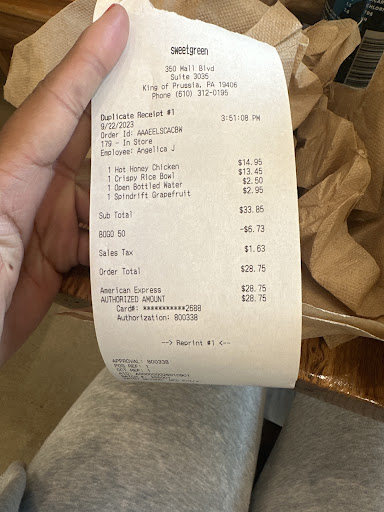 sweetgreen
350 Mall Blvd
Suite 3035
King of Prussia, PA 19406
Phone (510) 312-0195
Duplicate Receipt #1
9/22/2023 3:51:08 PM
Order Id: AAAEELSCACBW
179 - In Store
Employee: Angelica J
1 Hot Honey Chicken $14.95
1 Crispy Rice Bowl $13.45
1 Open Bottled Water $2.50
1 Spindrift Grapefruit $2.95
Sub Total $33.85
BOGO 50 -$6.73
Sales Tax $1.63
Order Total $28.75
American Express $28.75
AUTHORIZED AMOUNT $28.75
Card#: ***********2688
Authorization: 800338
--> Reprint #1 <--
APPROVAL: 800338
POS REF: 1